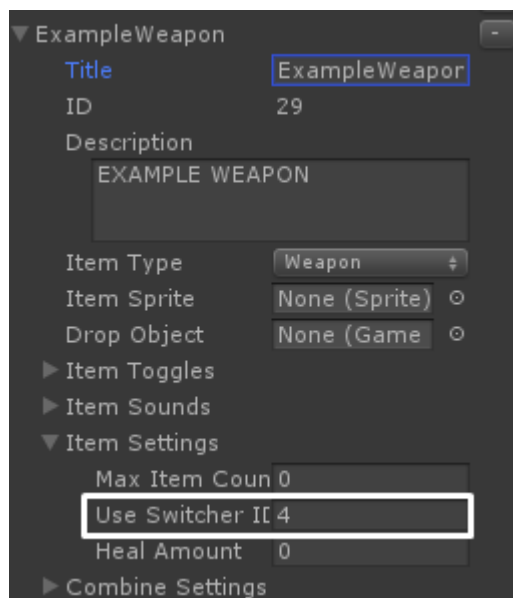 ExampleWeapon
-
Title ExampleWeapor
ID 29
Description
EXAMPLE WEAPON
Item Type Weapon
Item Sprite None (Sprite)
Drop Object None (Game
Item Toggles
Item Sounds
Item Settings
Max Item Coun 0
Use Switcher ID 4
Heal Amount 0
Combine Settings